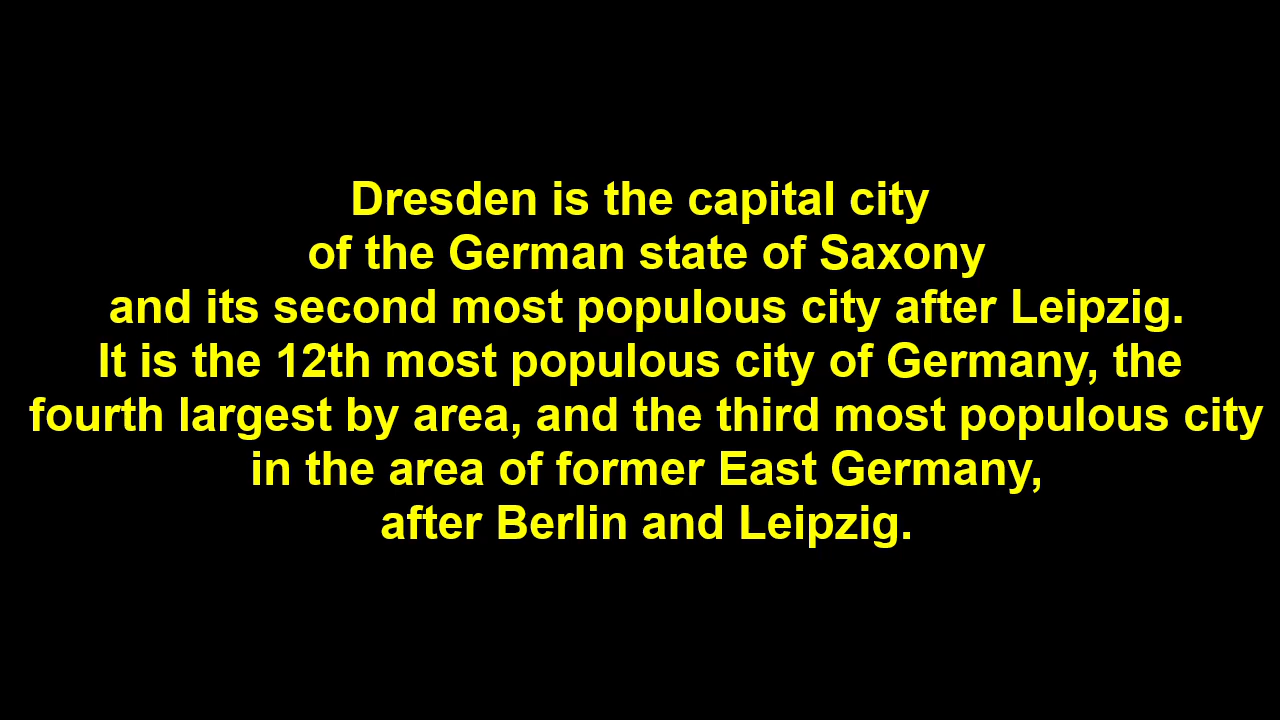 Dresden is the capital city
of the German state of Saxony
and its second most populous city after Leipzig.
It is the 12th most populous city of Germany, the
fourth largest by area, and the third most populous city
in the area of former East Germany,
after Berlin and Leipzig.